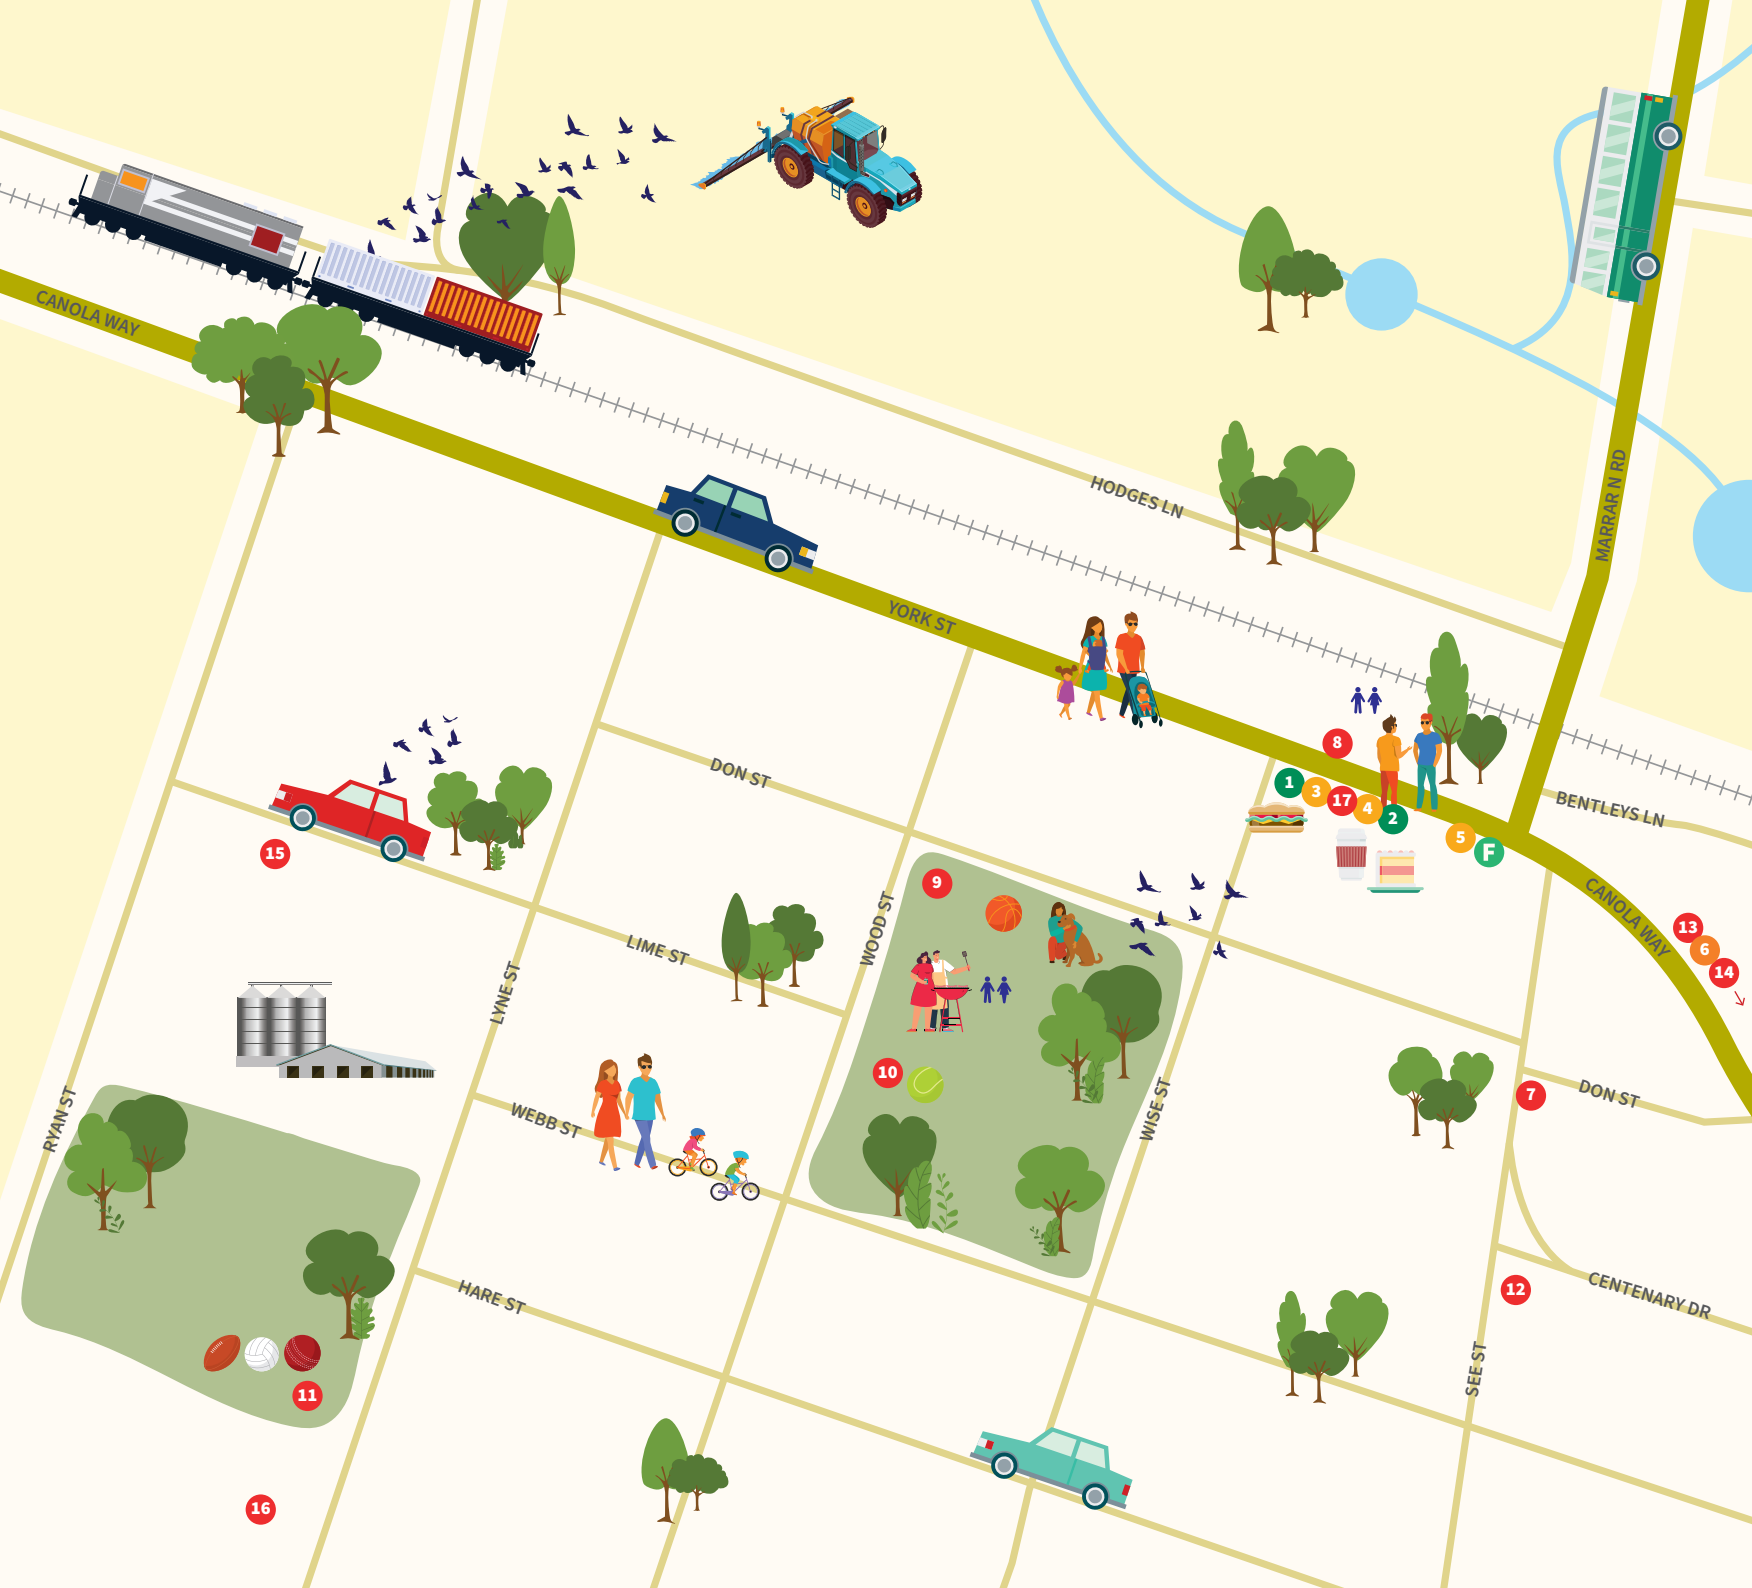 CANOLA WAY
HODGES LN
MARRAR N RD
YORK ST
8
1
3
17
4
2
5
F
BENTLEYS LN
DON ST
15
9
CANOLA WAY
WOOD ST
13
6
14
LIME ST
LYNE ST
10
RYAN ST
WEBB ST
WISE ST
7
DON ST
HARE ST
12
CENTENARY DR
SEE ST
11
16